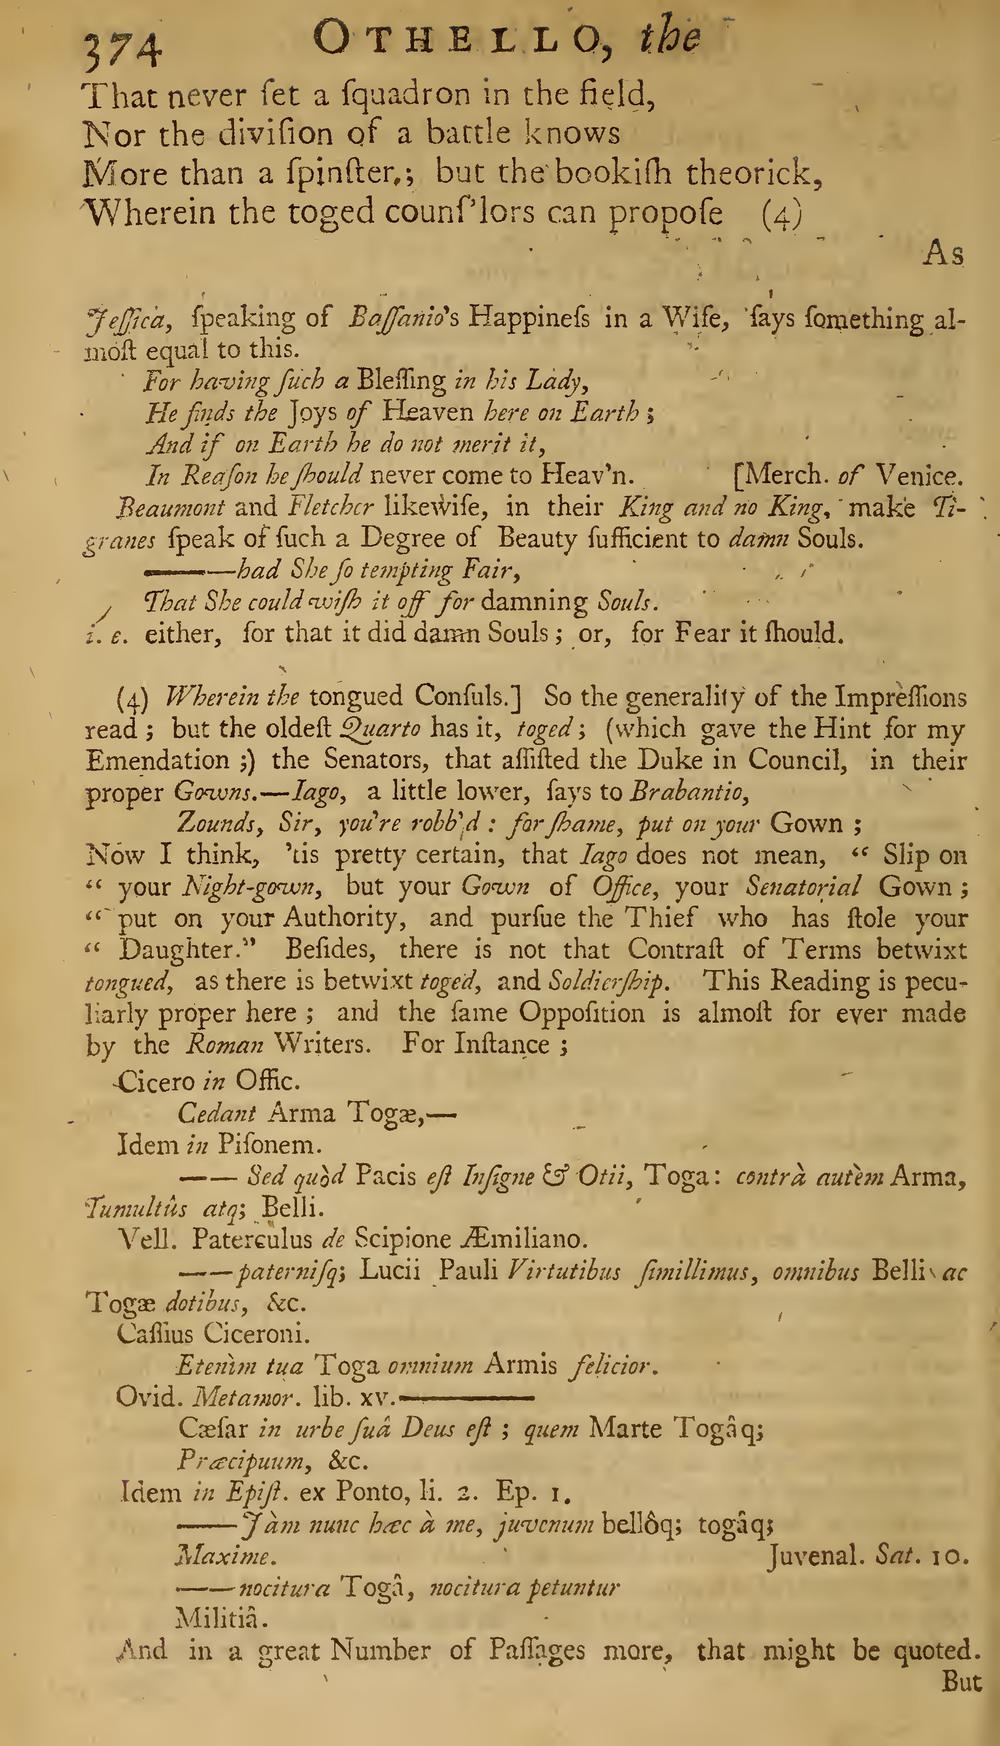 374 OTHELLO, the
That never ſet a ſquadron in the field,
Nor the diviſion of a battle knows
More than a ſpinſter,; but the bookiſh theorick,
Wherein the toged counſ'lors can propoſe (4)
As
Jeſſica, ſpeaking of Baſſanio's Happineſs in a Wife, ſays ſomething al-
moſt equal to this.
For having ſuch a Bleſſing in his Lady,
He finds the Joys of Heaven here on Earth ;
And if on Earth he do not merit it,
In Reaſon he ſhould never come to Heav'n. [Merch. of Venice.
Beaumont and Fletcher likewiſe, in their King and no King, make Ti-
granes ſpeak of ſuch a Degree of Beauty ſufficient to damn Souls.
———had She ſo tempting Fair,
That She could wiſh it off for damning Souls.
i. e. either, for that it did damn Souls ; or, for Fear it ſhould.
(4) Wherein the tongued Conſuls.] So the generality of the Impreſſions
read ; but the oldeſt Quarto has it, toged ; (which gave the Hint for my
Emendation ;) the Senators, that aſſiſted the Duke in Council, in their
proper Gowns.—Iago, a little lower, ſays to Brabantio,
Zounds, Sir, you're robb'd : for ſhame, put on your Gown ;
Now I think, 'tis pretty certain, that Iago does not mean, “ Slip on
“ your Night-gown, but your Gown of Office, your Senatorial Gown ;
“ put on your Authority, and purſue the Thief who has ſtole your
“ Daughter.” Beſides, there is not that Contraſt of Terms betwixt
tongued, as there is betwixt toged, and Soldierſhip. This Reading is pecu-
liarly proper here ; and the ſame Oppoſition is almoſt for ever made
by the Roman Writers. For Inſtance ;
Cicero in Offic.
Cedant Arma Togæ,—
Idem in Piſonem.
—— Sed quòd Pacis eſt Inſigne & Otii, Toga: contrà autèm Arma,
Tumultûs atq; Belli.
Vell. Paterculus de Scipione Æmiliano.
——paterniſq; Lucii Pauli Virtutibus ſimillimus, omnibus Belli ac
Togæ dotibus, &c.
Caſſius Ciceroni.
Etenìm tua Toga omnium Armis felicior.
Ovid. Metamor. lib. xv.———
Cæſar in urbe ſuâ Deus eſt ; quem Marte Togâq;
Præcipuum, &c.
Idem in Epiſt. ex Ponto, li. 2. Ep. 1.
——Jàm nunc hæc à me, juvenum bellôq; togâq;
Maxime. Juvenal. Sat. 10.
——nocitura Togâ, nocitura petuntur
Militiâ.
And in a great Number of Paſſages more, that might be quoted.
But